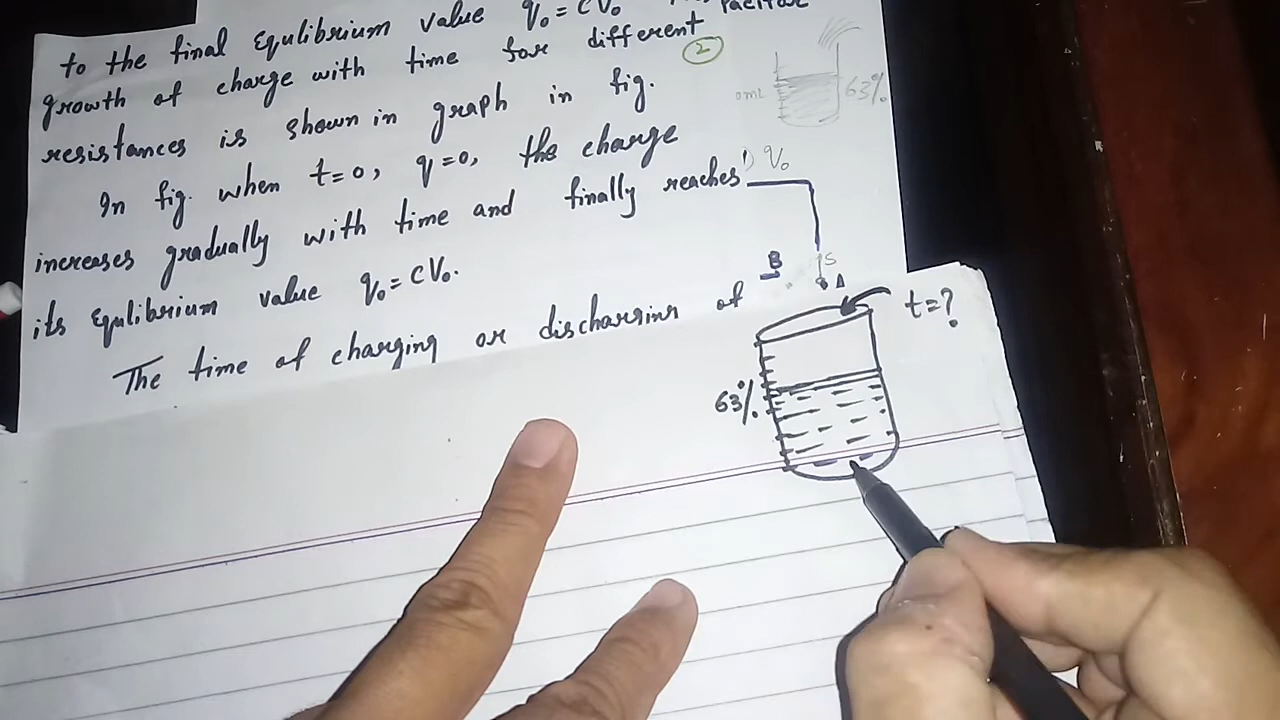 to the final equlibrium value q₀ = CV₀
growth of charge with time for different
②
resistances is shown in graph in fig.
63%
In fig. when t=0, q=0, the charge
increases gradually with time and finally reaches
q₀
its equlibrium value q₀ = CV₀.
B
S
A
The time of charging or discharging of
t=?
63%